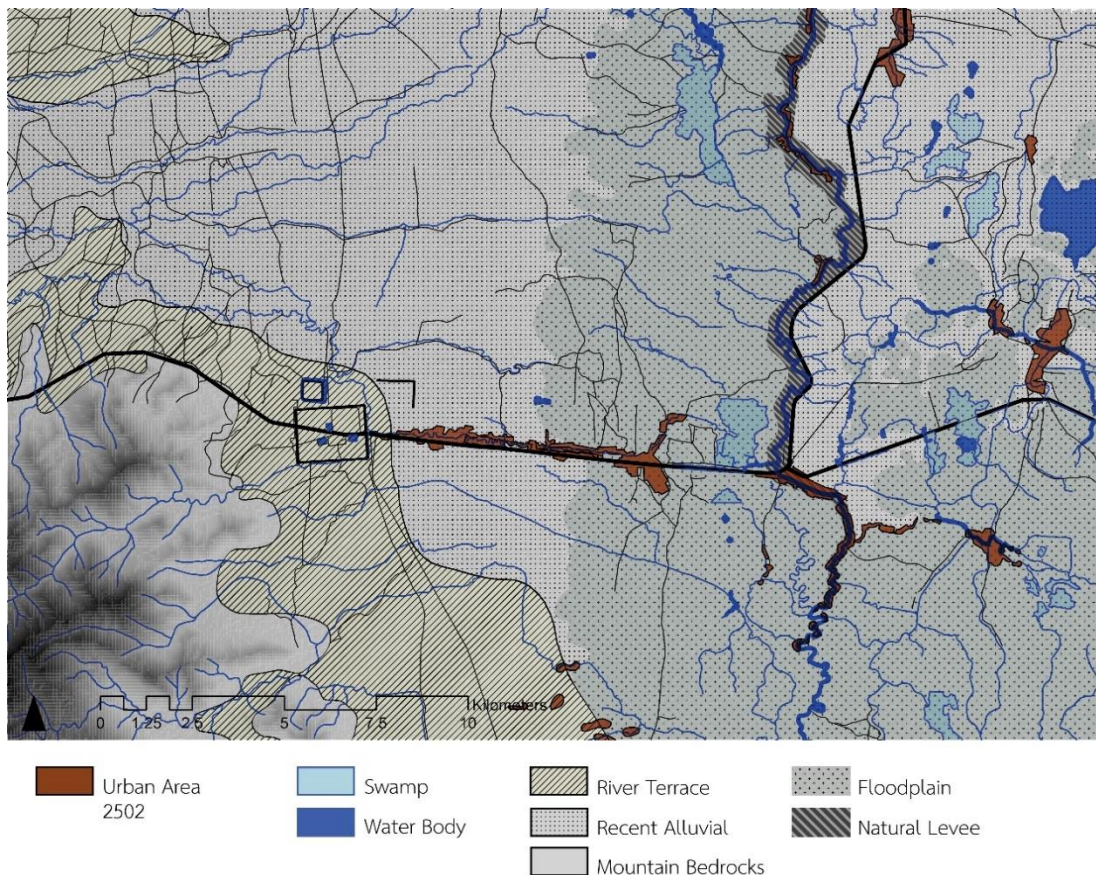 Kilometers
0 1.25 2.5 5 7.5 10
Urban Area
2502
Swamp
Water Body
River Terrace
Recent Alluvial
Mountain Bedrocks
Floodplain
Natural Levee